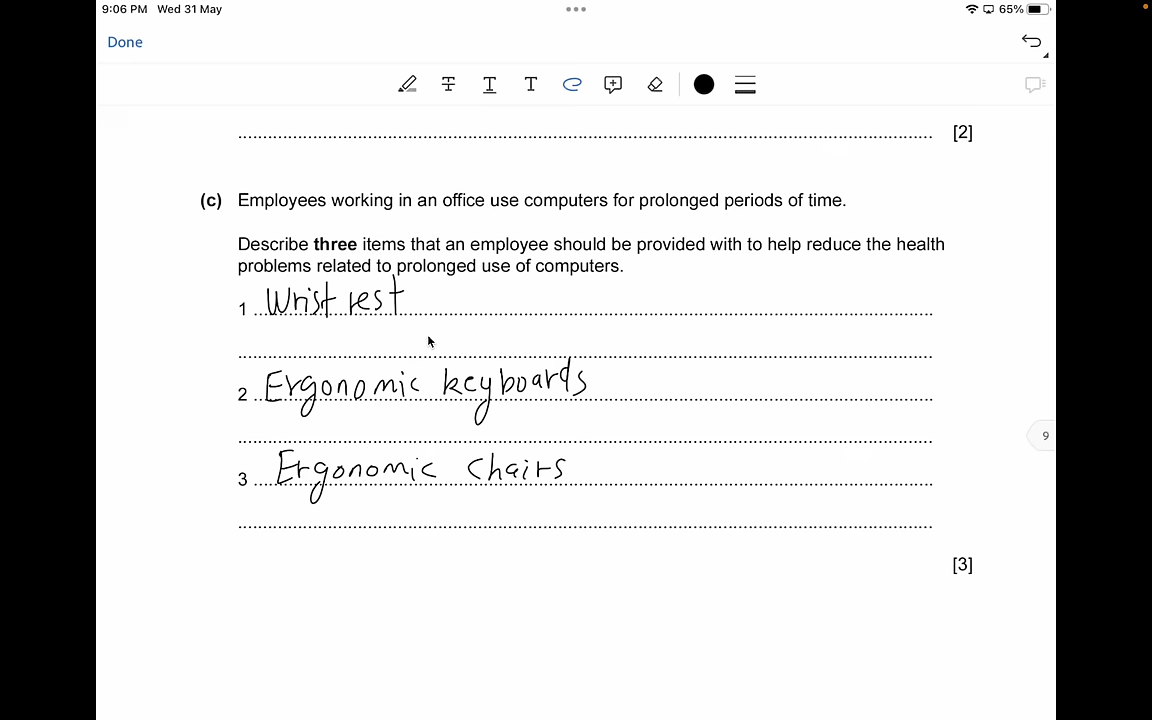 9:06 PM Wed 31 May
65%
Done
[2]
(c) Employees working in an office use computers for prolonged periods of time.
Describe three items that an employee should be provided with to help reduce the health
problems related to prolonged use of computers.
1 Wrist rest
2 Ergonomic keyboards
9
3 Ergonomic chairs
[3]